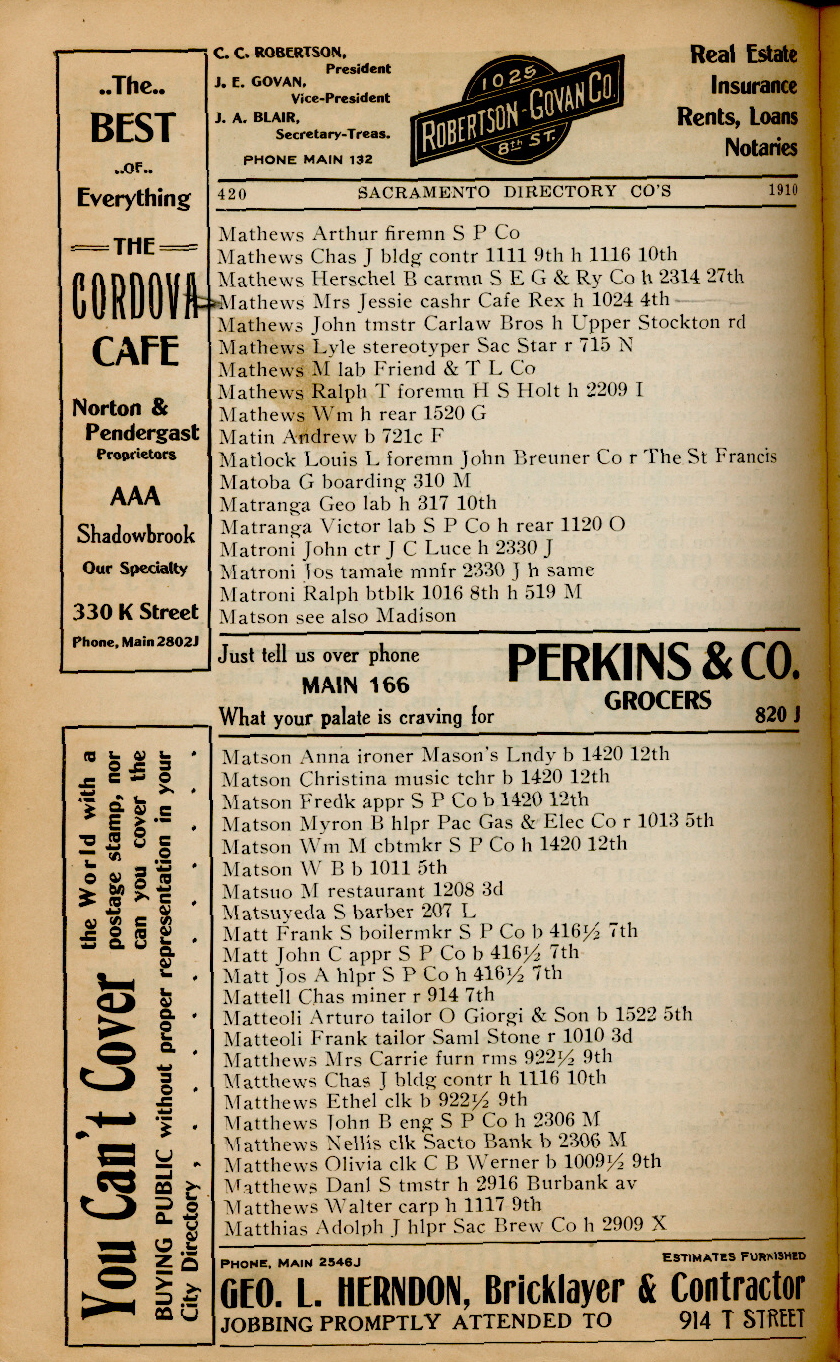 C. C. ROBERTSON,
President
J. E. GOVAN,
Vice-President
J. A. BLAIR,
Secretary-Treas.
PHONE MAIN 132
1025
ROBERTSON-GOVAN CO.
8th ST.
Real Estate
Insurance
Rents, Loans
Notaries
420 SACRAMENTO DIRECTORY CO'S 1910
..The..
BEST
..OF..
Everything
THE
CORDOVA
CAFE
Norton &
Pendergast
Proprietors
AAA
Shadowbrook
Our Specialty
330 K Street
Phone, Main 2802J
Mathews Arthur firemn S P Co
Mathews Chas J bldg contr 1111 9th h 1116 10th
Mathews Herschel B carmn S E G & Ry Co h 2314 27th
Mathews Mrs Jessie cashr Cafe Rex h 1024 4th
Mathews John tmstr Carlaw Bros h Upper Stockton rd
Mathews Lyle stereotyper Sac Star r 715 N
Mathews M lab Friend & T L Co
Mathews Ralph T foremn H S Holt h 2209 I
Mathews Wm h rear 1520 G
Matin Andrew b 721c F
Matlock Louis L foremn John Breuner Co r The St Francis
Matoba G boarding 310 M
Matranga Geo lab h 317 10th
Matranga Victor lab S P Co h rear 1120 O
Matroni John ctr J C Luce h 2330 J
Matroni Jos tamale mnfr 2330 J h same
Matroni Ralph btblk 1016 8th h 519 M
Matson see also Madison
Just tell us over phone
MAIN 166
What your palate is craving for
PERKINS & CO.
GROCERS
820 J
You Can't Cover
the World with a
postage stamp, nor
can you cover the
BUYING PUBLIC without proper representation in your
City Directory , . . . . . . . .
Matson Anna ironer Mason's Lndy b 1420 12th
Matson Christina music tchr b 1420 12th
Matson Fredk appr S P Co b 1420 12th
Matson Myron B hlpr Pac Gas & Elec Co r 1013 5th
Matson Wm M cbtmkr S P Co h 1420 12th
Matson W B b 1011 5th
Matsuo M restaurant 1208 3d
Matsuyeda S barber 207 L
Matt Frank S boilermkr S P Co b 416½ 7th
Matt John C appr S P Co b 416½ 7th
Matt Jos A hlpr S P Co h 416½ 7th
Mattell Chas miner r 914 7th
Matteoli Arturo tailor O Giorgi & Son b 1522 5th
Matteoli Frank tailor Saml Stone r 1010 3d
Matthews Mrs Carrie furn rms 922½ 9th
Matthews Chas J bldg contr h 1116 10th
Matthews Ethel clk b 922½ 9th
Matthews John B eng S P Co h 2306 M
Matthews Nellis clk Sacto Bank b 2306 M
Matthews Olivia clk C B Werner b 1009½ 9th
Matthews Danl S tmstr h 2916 Burbank av
Matthews Walter carp h 1117 9th
Matthias Adolph J hlpr Sac Brew Co h 2909 X
PHONE, MAIN 2546J ESTIMATES FURNISHED
GEO. L. HERNDON, Bricklayer & Contractor
JOBBING PROMPTLY ATTENDED TO 914 T STREET